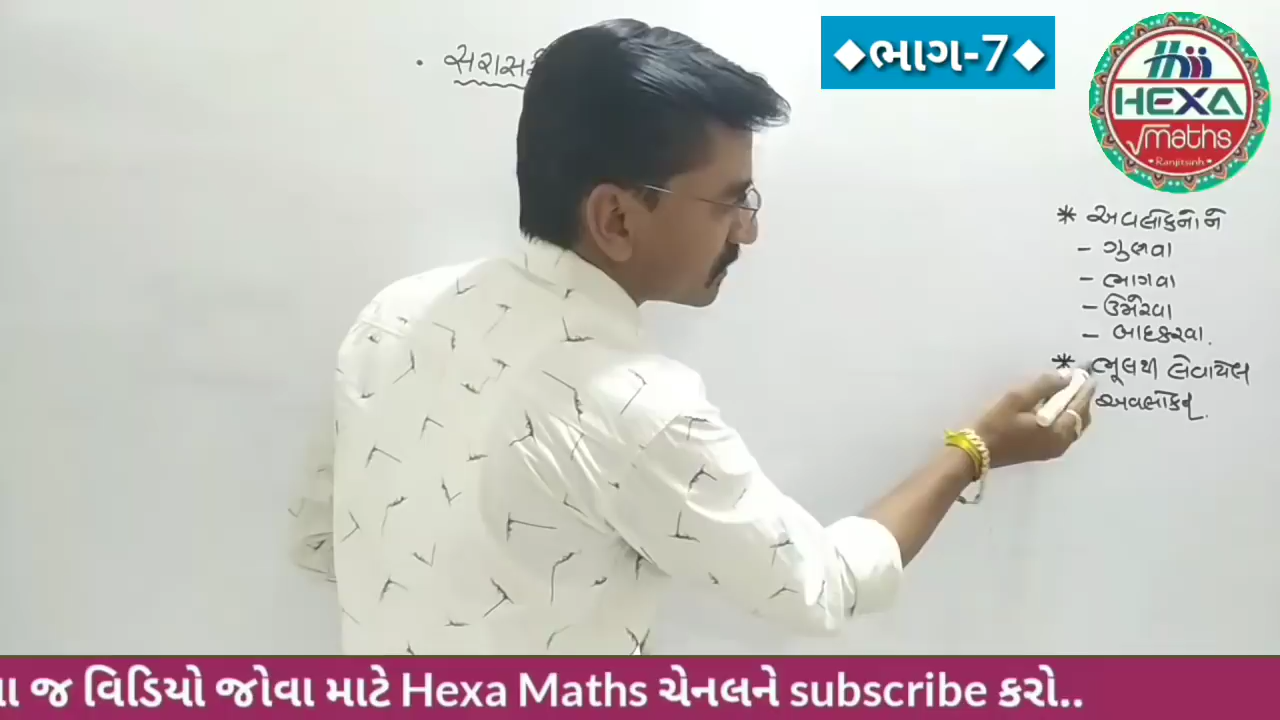 ◆ભાગ-7◆
HEXA
maths
Ranjitsinh
* અવલોકનોને
- ગુણવા
- ભાગવા
- ઉમેરવા
- બાદકરવા.
* ભૂલથી લેવાયેલ
અવલોકન.
જ વિડિયો જોવા માટે Hexa Maths ચેનલને subscribe કરો..